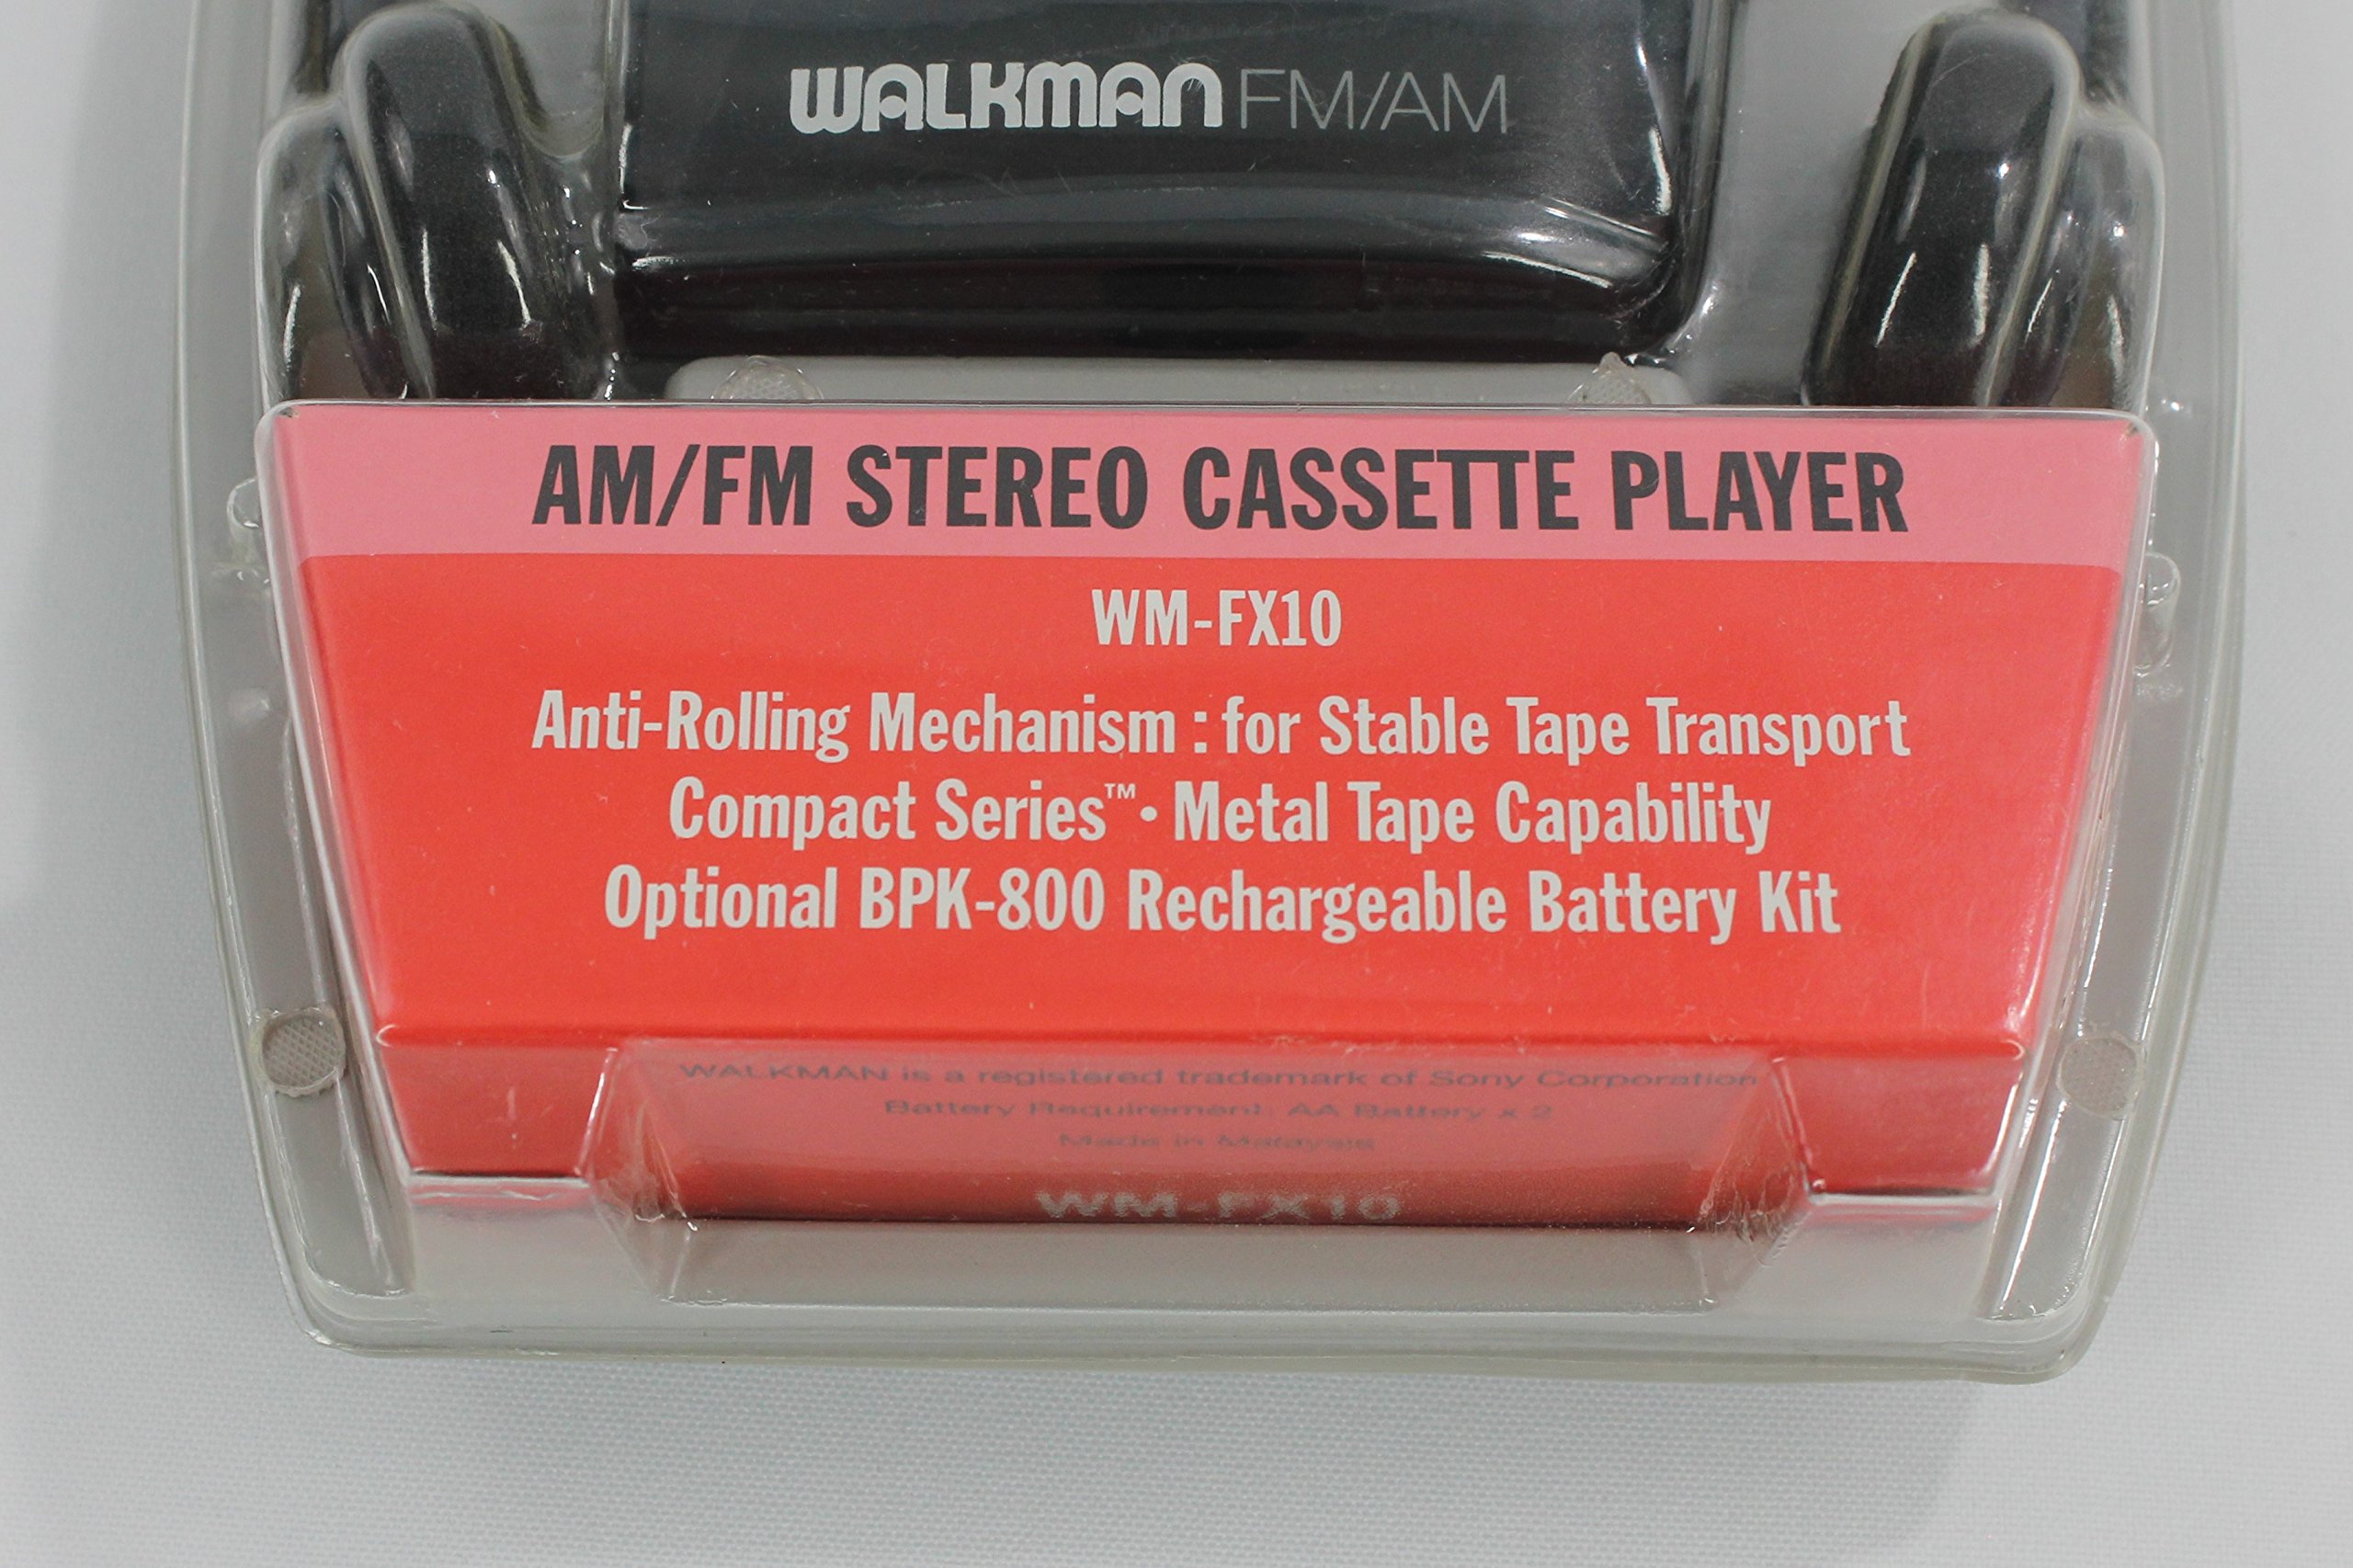 WALKMAN FM/AM
AM/FM STEREO CASSETTE PLAYER
WM-FX10
Anti-Rolling Mechanism : for Stable Tape Transport
Compact Series™ • Metal Tape Capability
Optional BPK-800 Rechargeable Battery Kit
WALKMAN is a registered trademark of Sony Corporation
Battery Requirement: AA Battery x 2
Made in Malaysia
WM-FX10